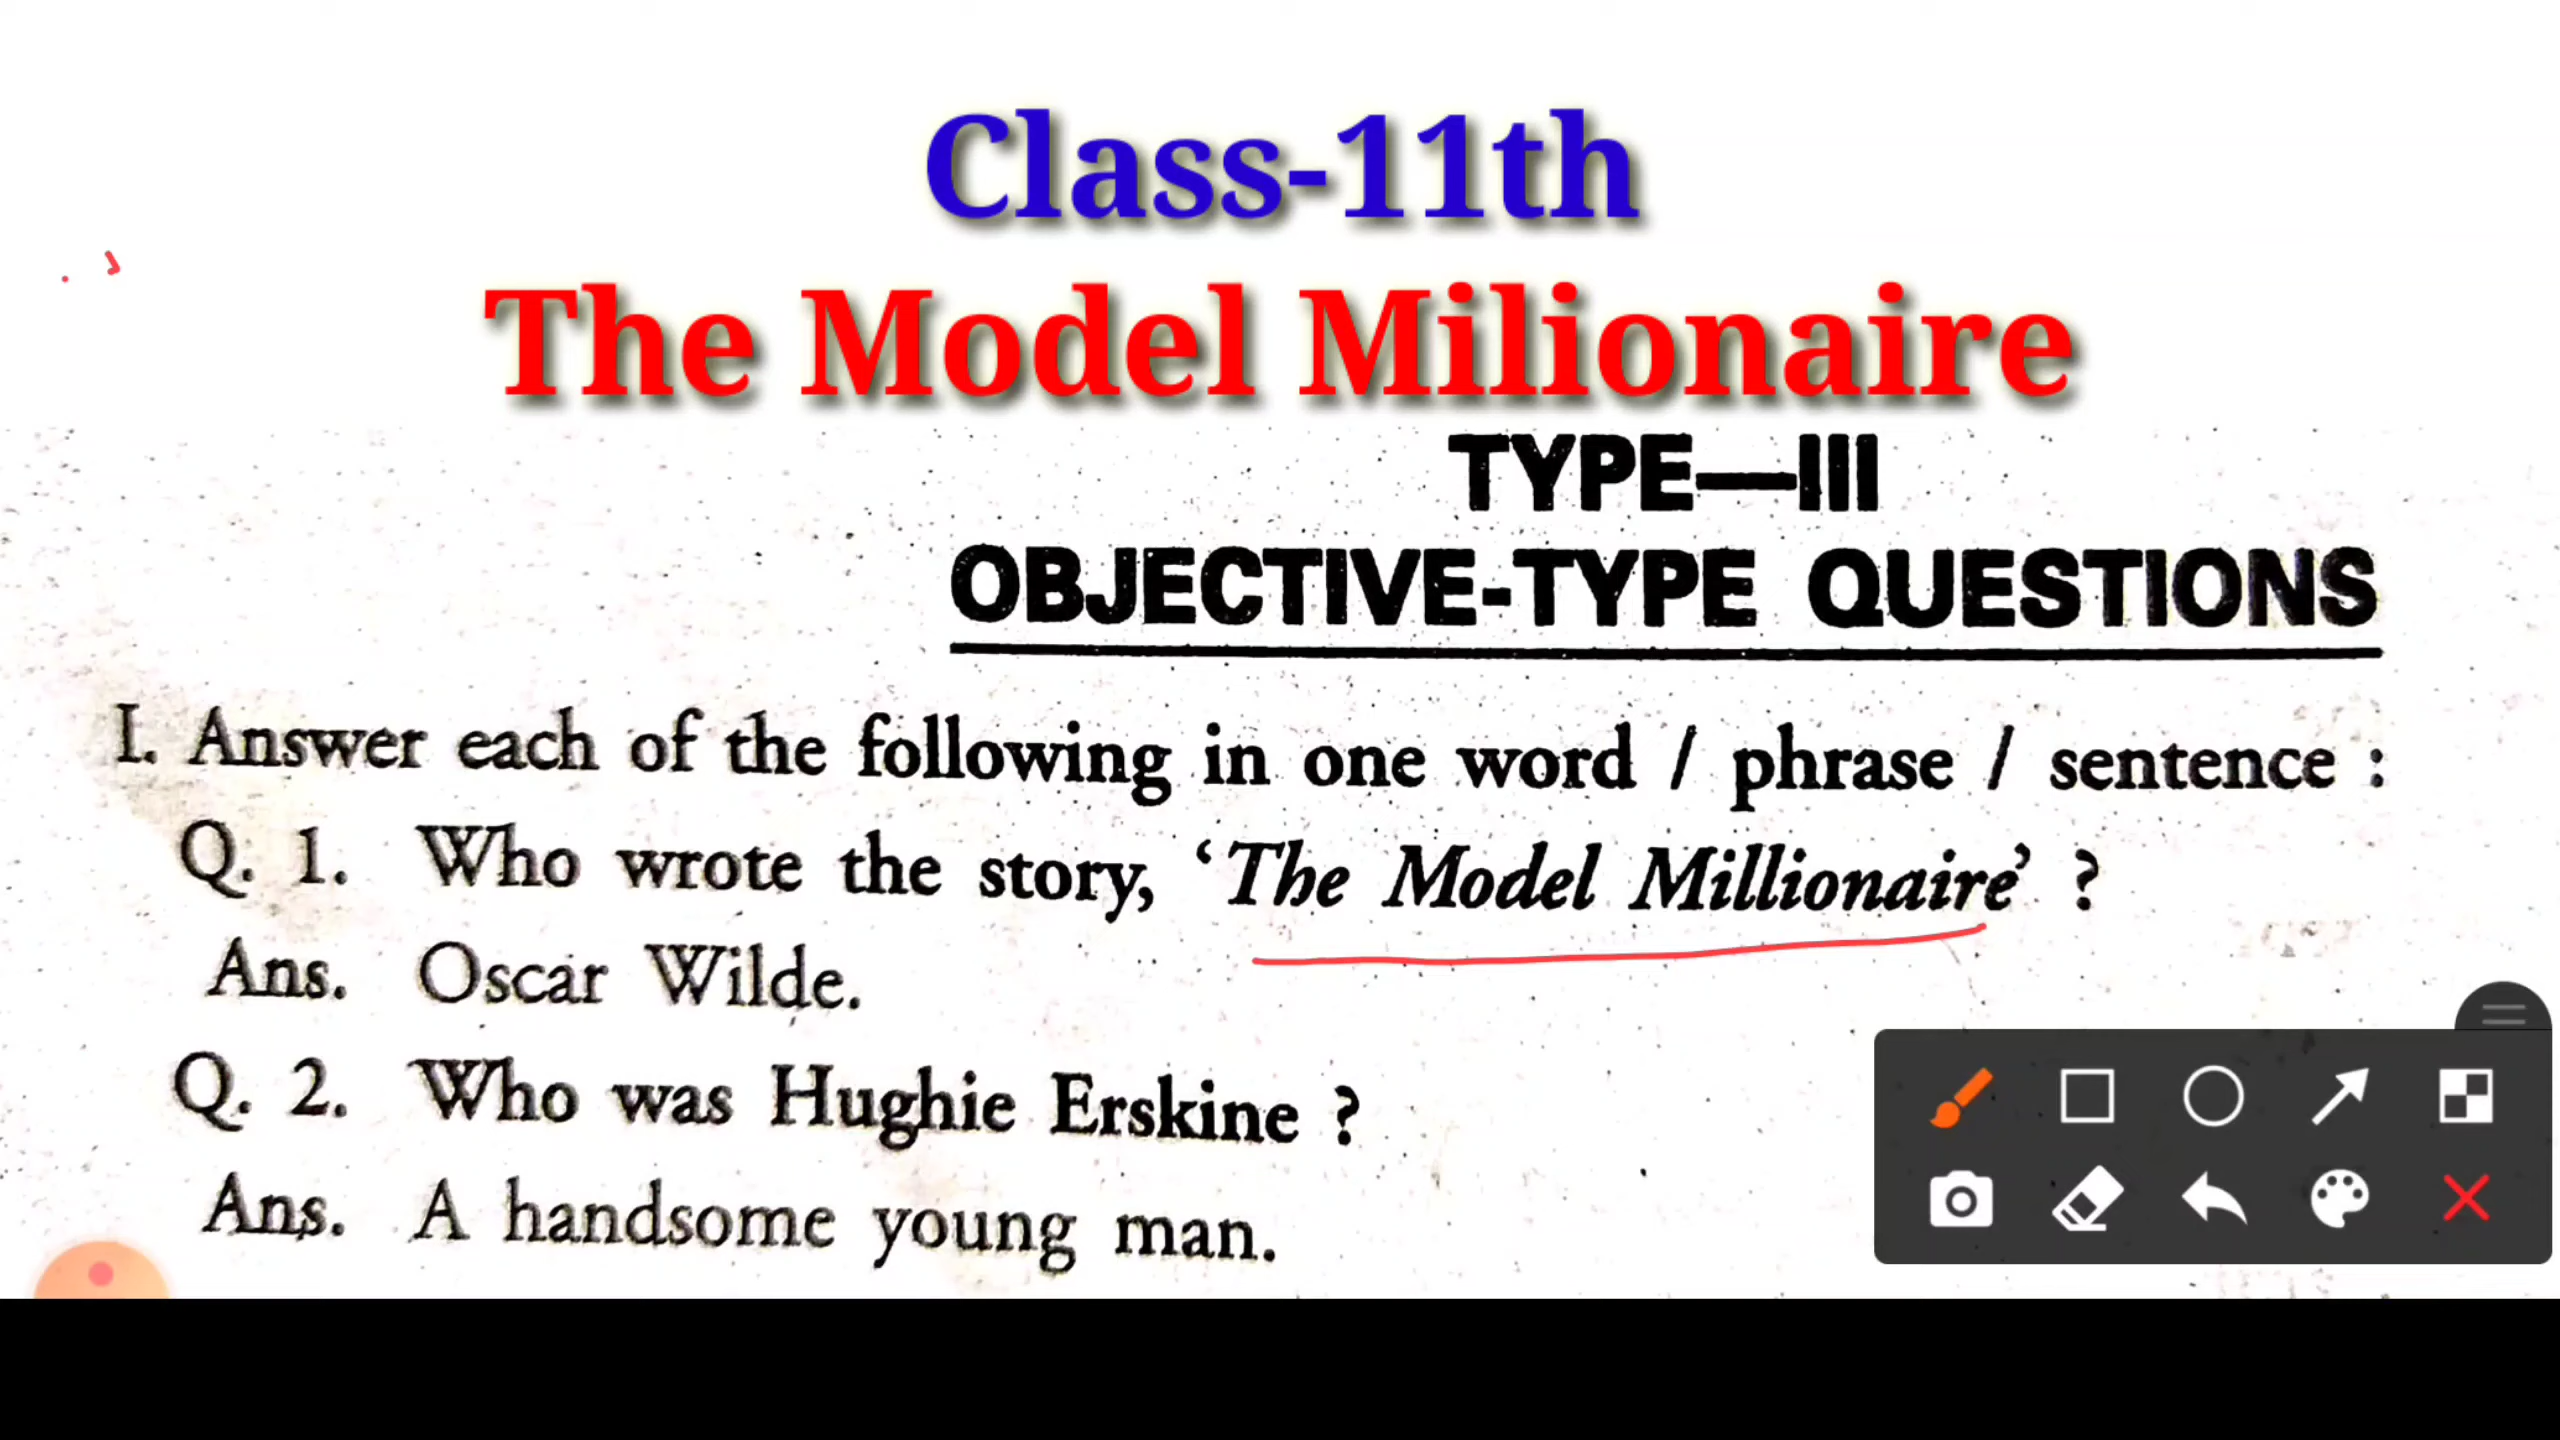 Class-11th
The Model Milionaire
TYPE—III
OBJECTIVE-TYPE QUESTIONS
I. Answer each of the following in one word / phrase / sentence :
Q. 1. Who wrote the story, ‘The Model Millionaire’ ?
Ans. Oscar Wilde.
Q. 2. Who was Hughie Erskine ?
Ans. A handsome young man.